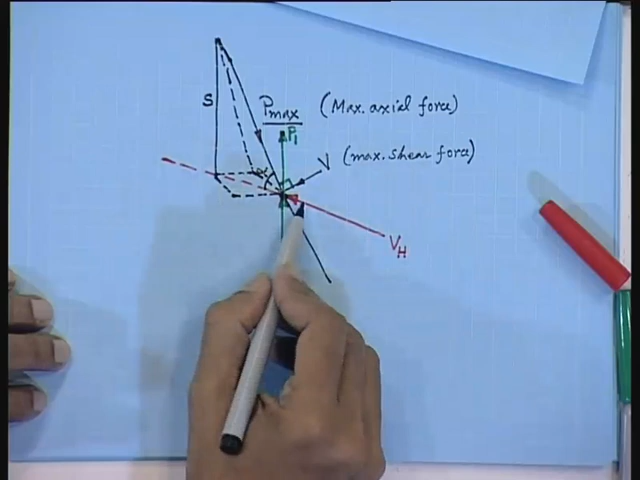 S
Pmax (Max. axial force)
P1
V (max. shear force)
α
VH